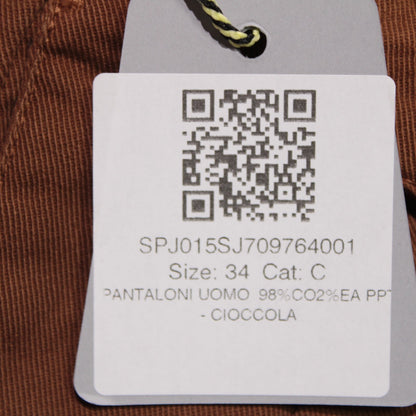 SPJ015SJ709764001
Size: 34 Cat: C
PANTALONI UOMO 98%CO2%EA PPT
- CIOCCOLA